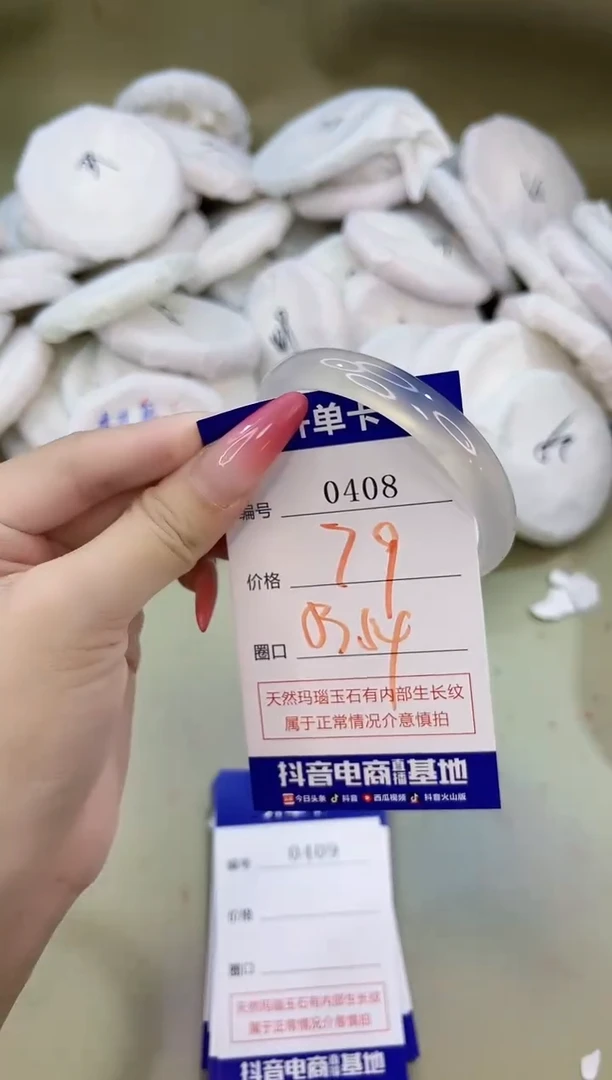 单卡
编号 0408
价格 79
圈口
天然玛瑙玉石有内部生长纹
属于正常情况介意慎拍
抖音电商直播基地
今日头条 抖音 西瓜视频 抖音火山版
编号 0409
价格
圈口
天然玛瑙玉石有内部生长纹
属于正常情况介意慎拍
抖音电商直播基地